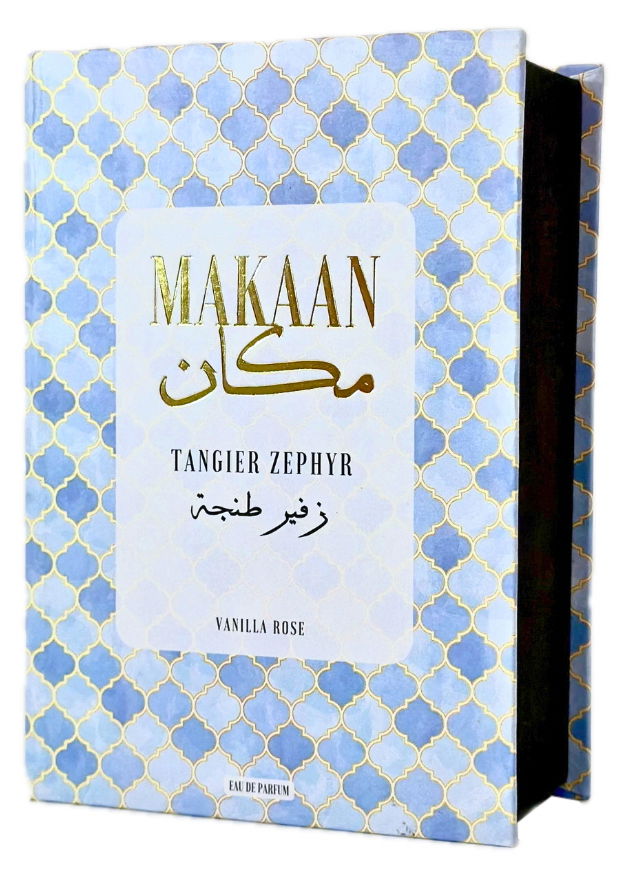 MAKAAN
مكان
TANGIER ZEPHYR
زفير طنجة
VANILLA ROSE
EAU DE PARFUM